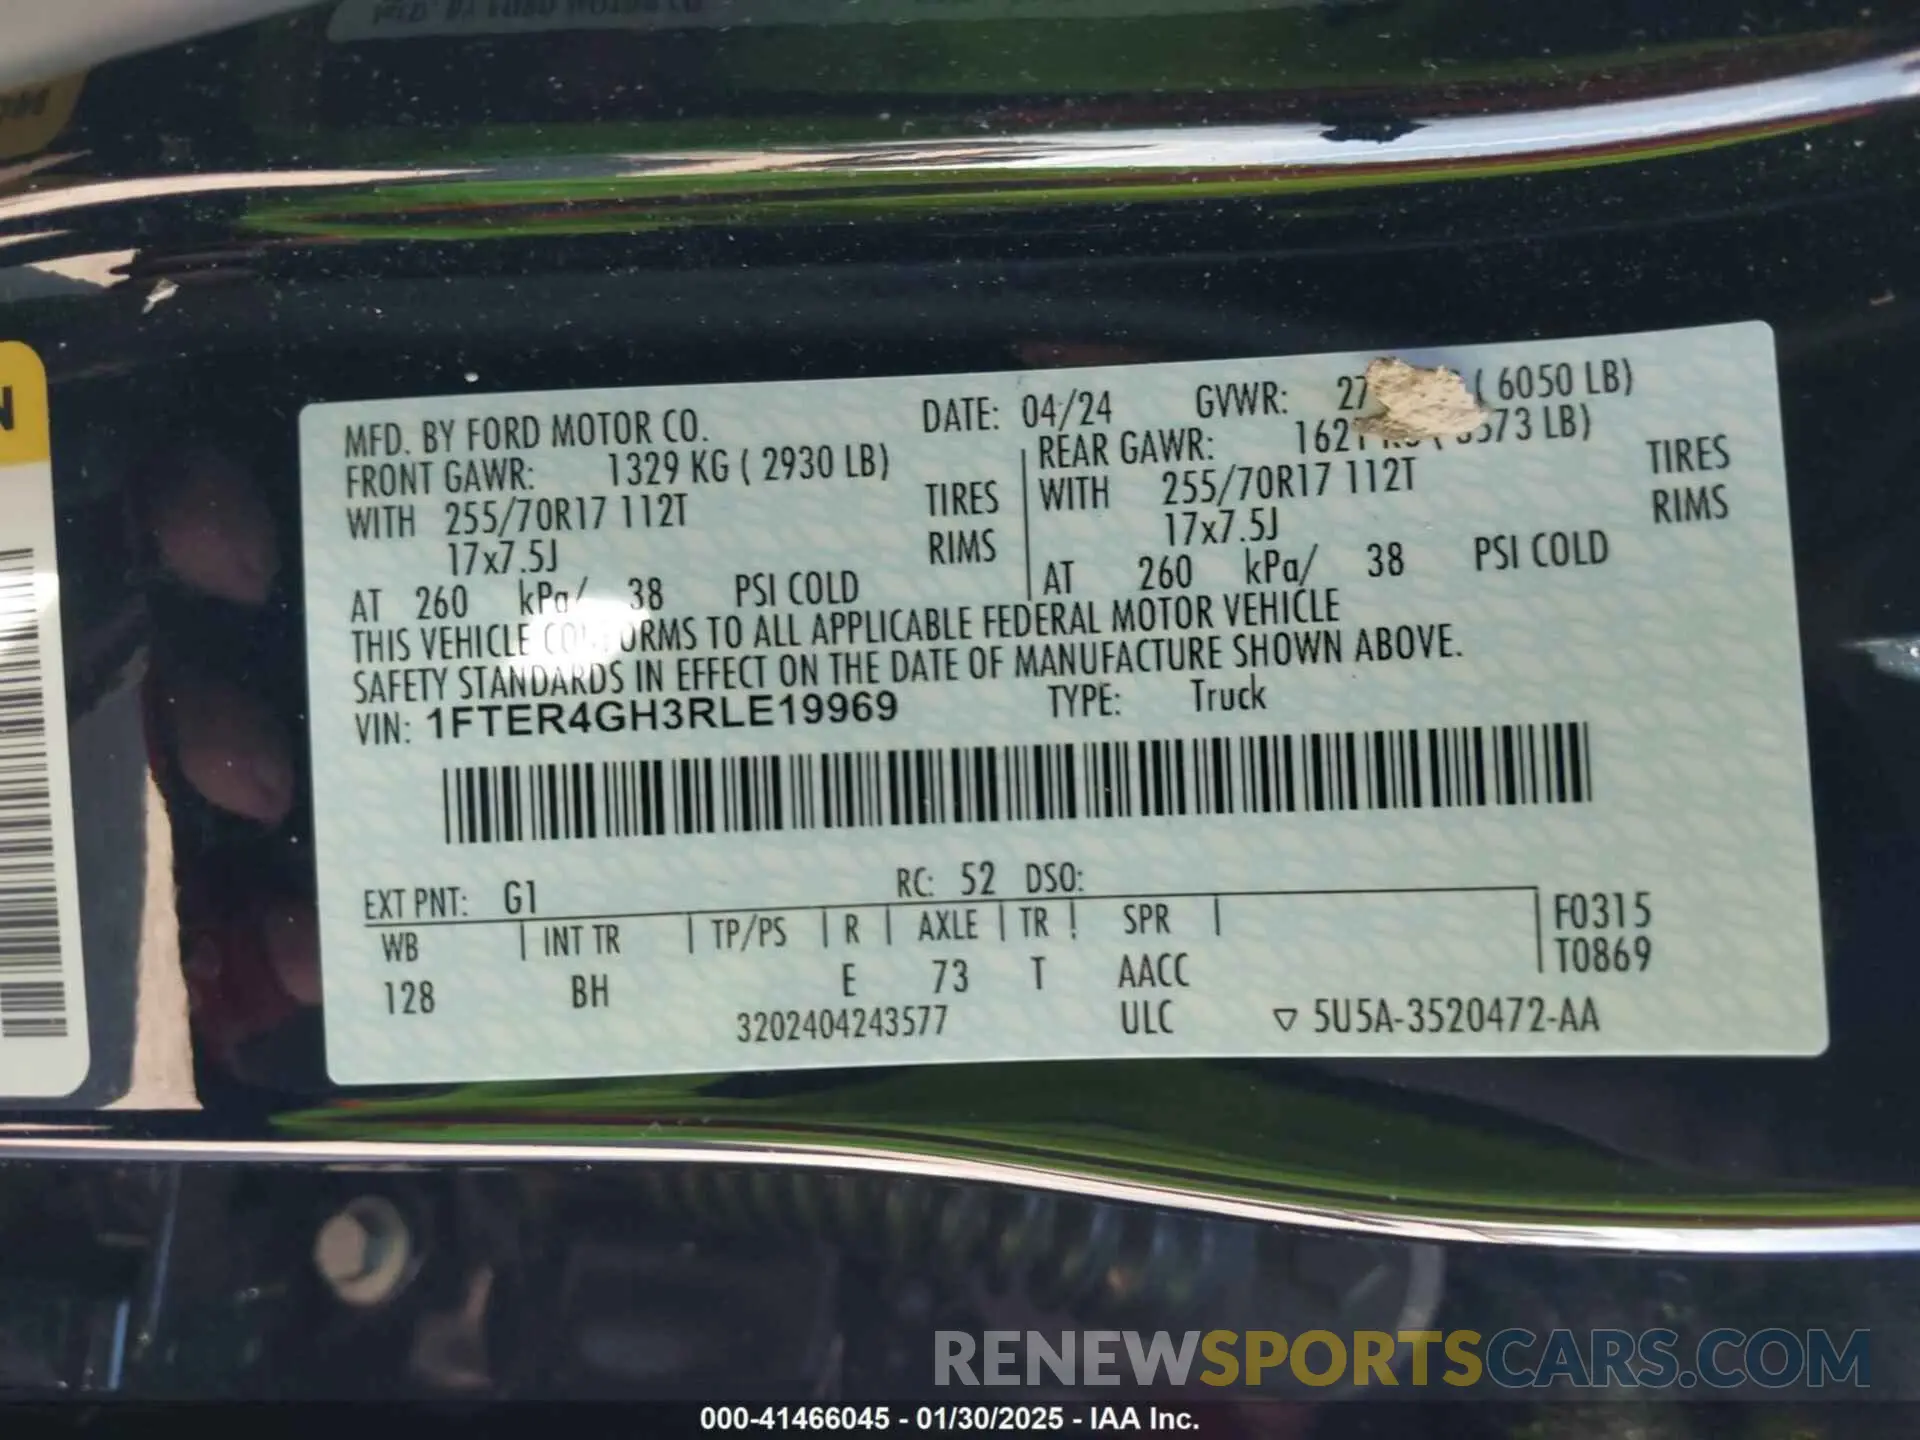 MFD. BY FORD MOTOR CO. DATE: 04/24 GVWR: ( 6050 LB)
FRONT GAWR: 1329 KG ( 2930 LB) REAR GAWR: LB)
WITH 255/70R17 112T TIRES WITH 255/70R17 112T TIRES
17x7.5J RIMS 17x7.5J RIMS
AT 260 kPa/ 38 PSI COLD AT 260 kPa/ 38 PSI COLD
THIS VEHICLE CONFORMS TO ALL APPLICABLE FEDERAL MOTOR VEHICLE
SAFETY STANDARDS IN EFFECT ON THE DATE OF MANUFACTURE SHOWN ABOVE.
VIN: 1FTER4GH3RLE19969 TYPE: Truck
EXT PNT: G1 RC: 52 DSO:
WB | INT TR | TP/PS | R | AXLE | TR | SPR | F0315
T0869
128 BH E 73 T AACC
3202404243577 ULC ▽ 5U5A-3520472-AA
RENEWSPORTSCARS.COM
000-41466045 - 01/30/2025 - IAA Inc.